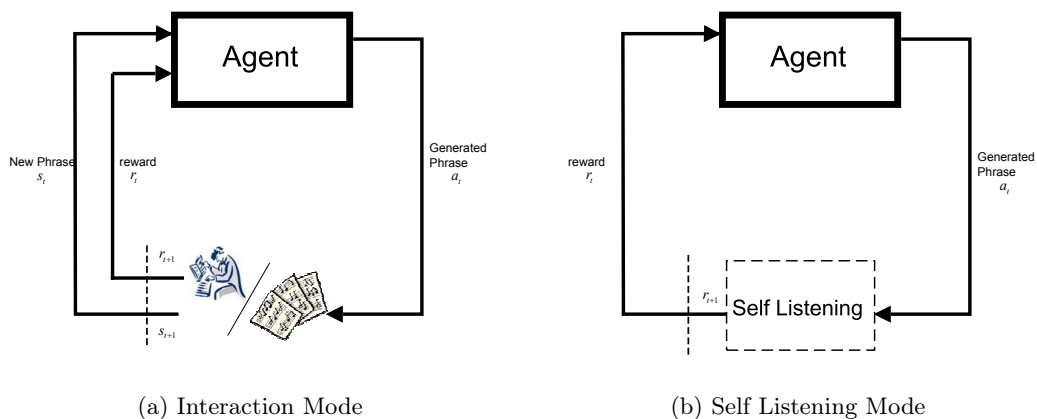 Agent
New Phrase
s_t
reward
r_t
Generated
Phrase
a_t
r_{t+1}
s_{t+1}
(a) Interaction Mode
Agent
reward
r_t
Generated
Phrase
a_t
r_{t+1}
Self Listening
(b) Self Listening Mode